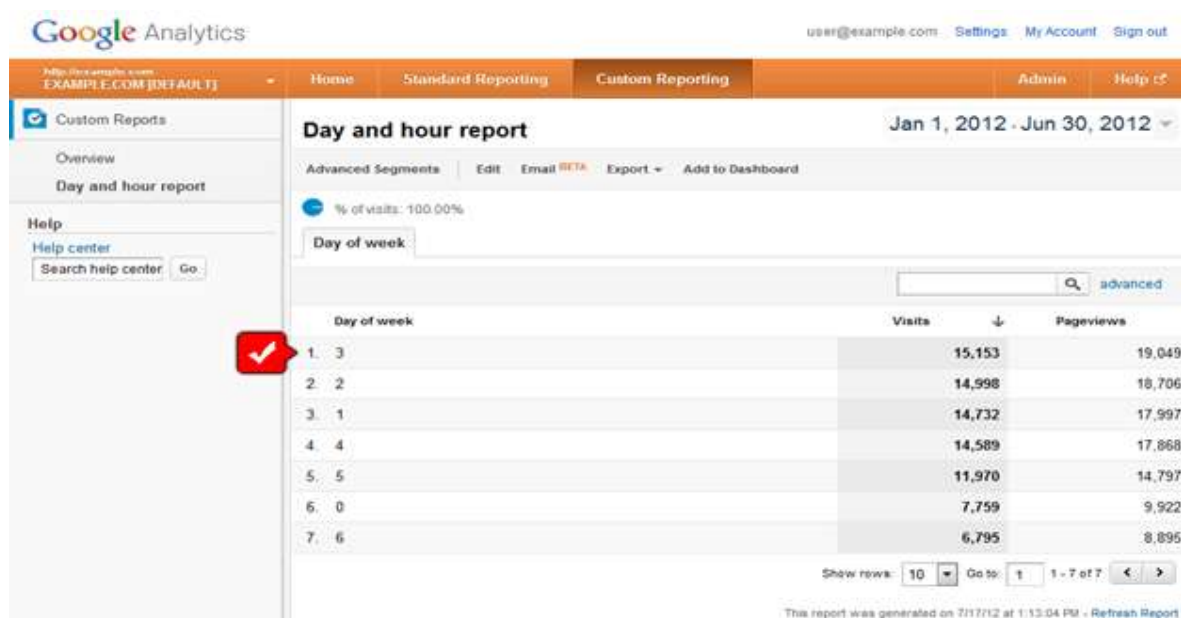 Google Analytics
user@example.com Settings My Account Sign out
http://example.com
EXAMPLE.COM [DEFAULT]
Home Standard Reporting Custom Reporting Admin Help
Custom Reports
Overview
Day and hour report
Help
Help center
Search help center Go
Day and hour report
Jan 1, 2012 - Jun 30, 2012
Advanced Segments Edit Email BETA Export Add to Dashboard
% of visits: 100.00%
Day of week
advanced
Day of week Visits Pageviews
1. 3 15,153 19,049
2. 2 14,998 18,706
3. 1 14,732 17,997
4. 4 14,589 17,868
5. 5 11,970 14,797
6. 0 7,759 9,922
7. 6 6,795 8,895
Show rows: 10 Go to: 1 1 - 7 of 7
This report was generated on 7/17/12 at 1:13:04 PM - Refresh Report